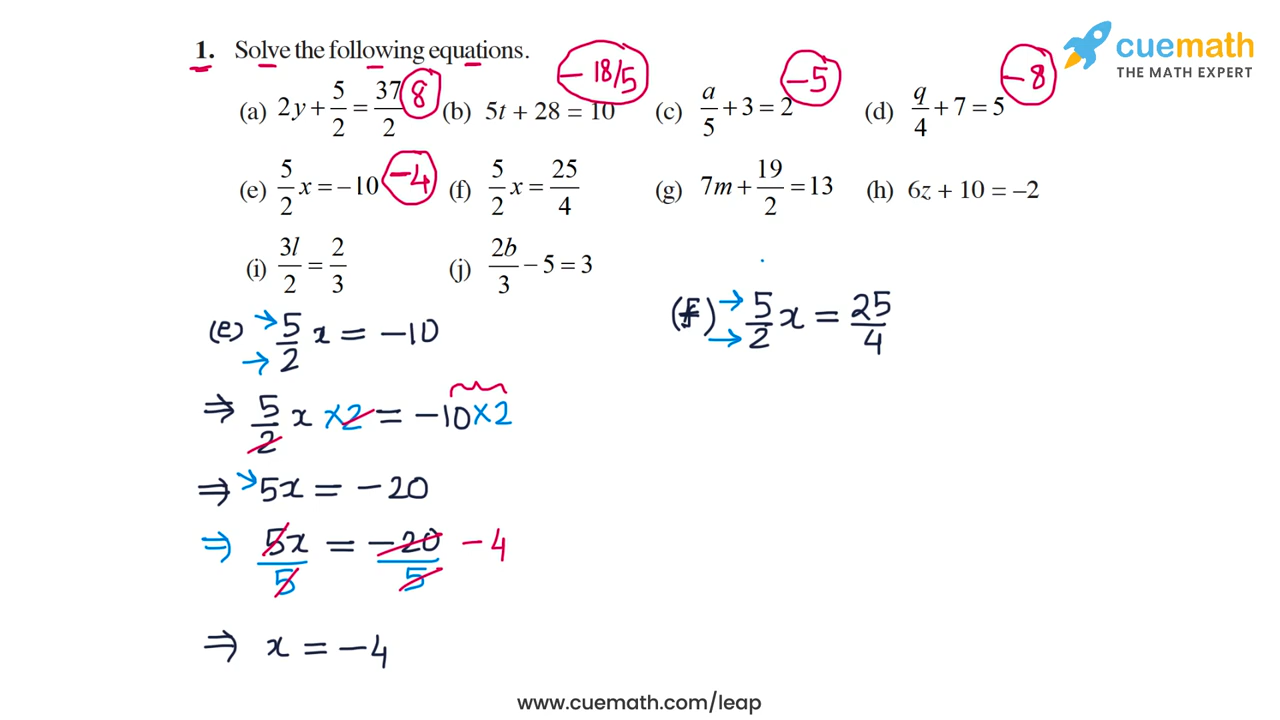 cuemath
THE MATH EXPERT
1. Solve the following equations.
(a) 2y + 5/2 = 37/2 8 (b) 5t + 28 = 10 -18/5 (c) a/5 + 3 = 2 -5 (d) q/4 + 7 = 5 -8
(e) 5/2 x = -10 -4 (f) 5/2 x = 25/4 (g) 7m + 19/2 = 13 (h) 6z + 10 = -2
(i) 3l/2 = 2/3 (j) 2b/3 - 5 = 3
(e) → → 5/2 x = -10
⇒ 5/2 x ×2 = -10 ×2
⇒ → 5x = -20
⇒ 5x/5 = -20/5 -4
⇒ x = -4
(f) → → 5/2 x = 25/4
www.cuemath.com/leap